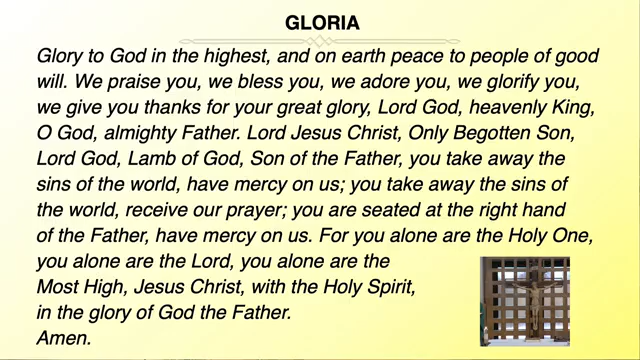 GLORIA
Glory to God in the highest, and on earth peace to people of good
will. We praise you, we bless you, we adore you, we glorify you,
we give you thanks for your great glory, Lord God, heavenly King,
O God, almighty Father. Lord Jesus Christ, Only Begotten Son,
Lord God, Lamb of God, Son of the Father, you take away the
sins of the world, have mercy on us; you take away the sins of
the world, receive our prayer; you are seated at the right hand
of the Father, have mercy on us. For you alone are the Holy One,
you alone are the Lord, you alone are the
Most High, Jesus Christ, with the Holy Spirit,
in the glory of God the Father.
Amen.